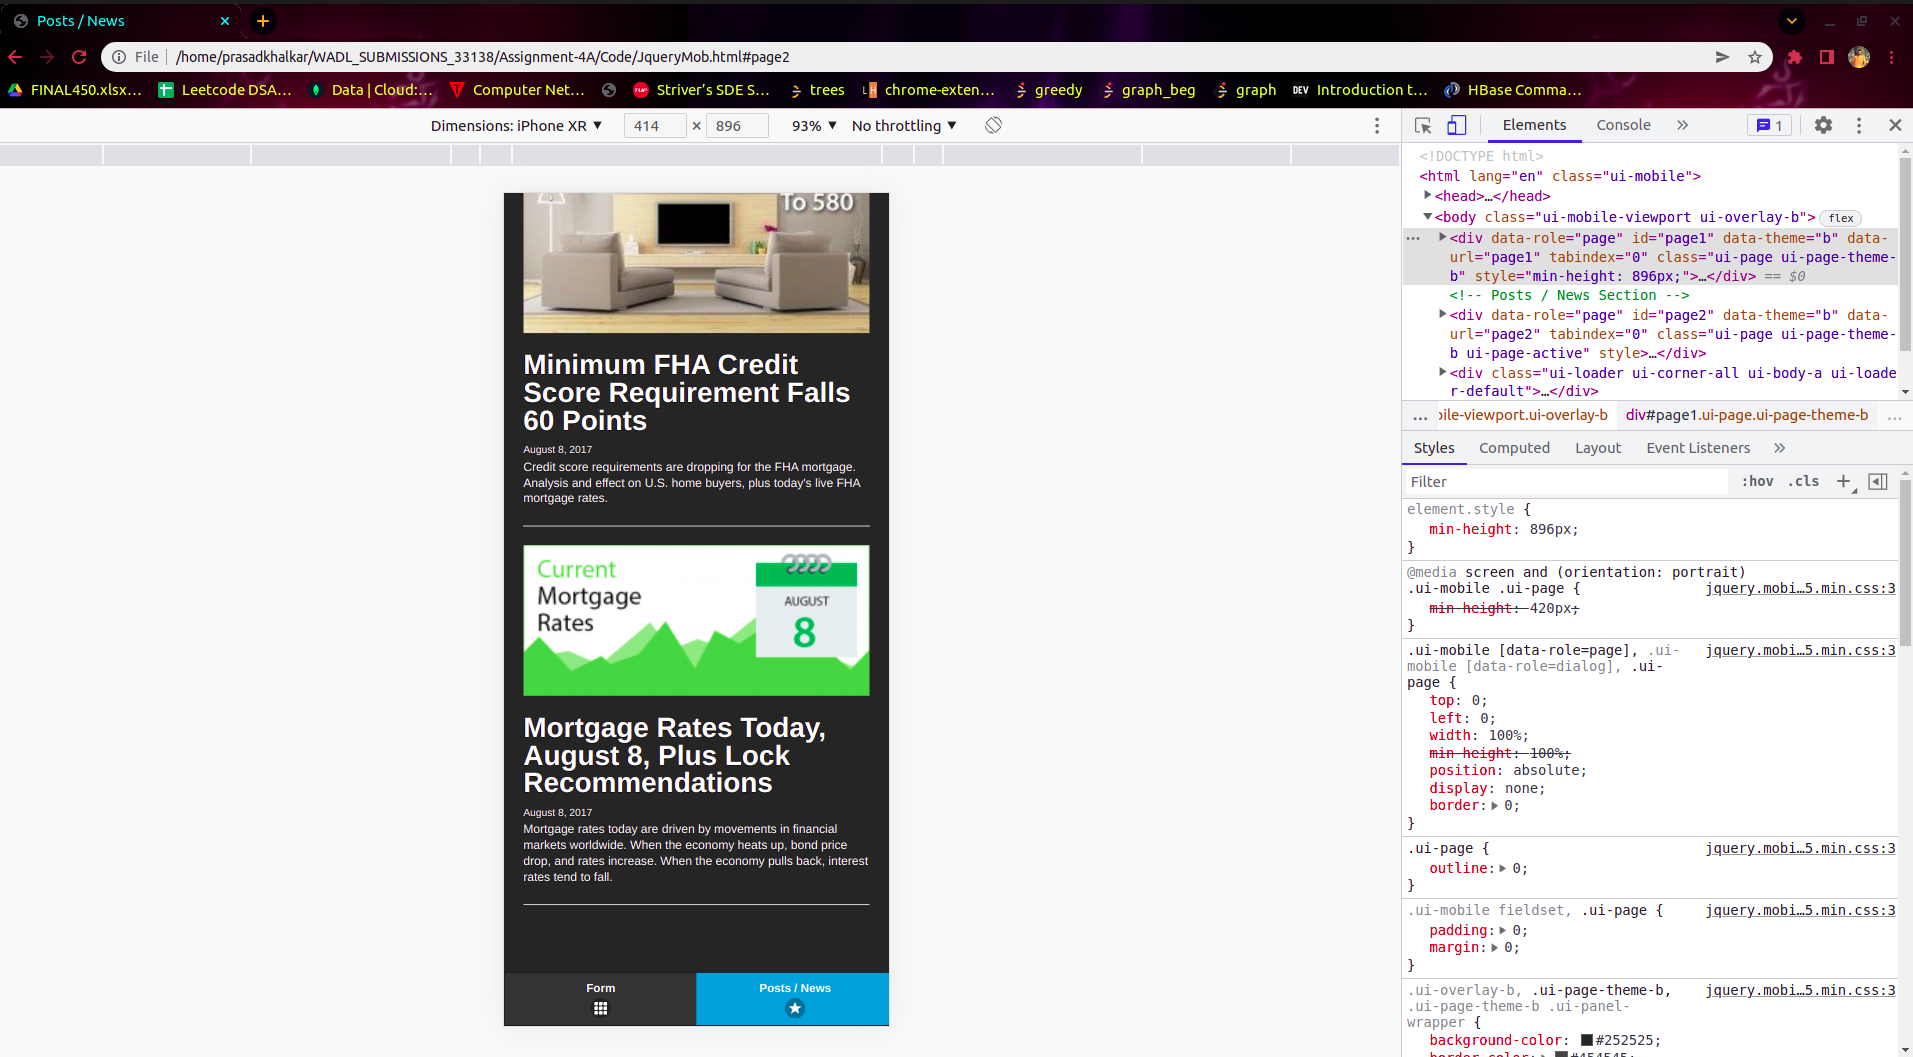 Posts / News
File
/home/prasadkhalkar/WADL_SUBMISSIONS_33138/Assignment-4A/Code/JqueryMob.html#page2
FINAL450.xlsx...
Leetcode DSA...
Data | Cloud:...
Computer Net...
TUF
Striver's SDE S...
trees
LH
chrome-exten...
greedy
graph_beg
graph
DEV
Introduction t...
HBase Comma...
Dimensions: iPhone XR
414 × 896
93%
No throttling
To 580
Minimum FHA Credit
Score Requirement Falls
60 Points
August 8, 2017
Credit score requirements are dropping for the FHA mortgage.
Analysis and effect on U.S. home buyers, plus today's live FHA
mortgage rates.
Current
Mortgage
Rates
AUGUST
8
Mortgage Rates Today,
August 8, Plus Lock
Recommendations
August 8, 2017
Mortgage rates today are driven by movements in financial
markets worldwide. When the economy heats up, bond price
drop, and rates increase. When the economy pulls back, interest
rates tend to fall.
Form
Posts / News
Elements
Console
1
<!DOCTYPE html>
<html lang="en" class="ui-mobile">
<head>…</head>
<body class="ui-mobile-viewport ui-overlay-b"> flex
<div data-role="page" id="page1" data-theme="b" data-
url="page1" tabindex="0" class="ui-page ui-page-theme-
b" style="min-height: 896px;">…</div> == $0
<!-- Posts / News Section -->
<div data-role="page" id="page2" data-theme="b" data-
url="page2" tabindex="0" class="ui-page ui-page-theme-
b ui-page-active" style>…</div>
<div class="ui-loader ui-corner-all ui-body-a ui-loade
r-default">…</div>
... bile-viewport.ui-overlay-b div#page1.ui-page.ui-page-theme-b ...
Styles
Computed
Layout
Event Listeners
Filter
:hov .cls
element.style {
min-height: 896px;
}
@media screen and (orientation: portrait)
.ui-mobile .ui-page { jquery.mobi…5.min.css:3
min-height: 420px;
}
.ui-mobile [data-role=page], .ui- jquery.mobi…5.min.css:3
mobile [data-role=dialog], .ui-
page {
top: 0;
left: 0;
width: 100%;
min-height: 100%;
position: absolute;
display: none;
border: 0;
}
.ui-page { jquery.mobi…5.min.css:3
outline: 0;
}
.ui-mobile fieldset, .ui-page { jquery.mobi…5.min.css:3
padding: 0;
margin: 0;
}
.ui-overlay-b, .ui-page-theme-b, jquery.mobi…5.min.css:3
.ui-page-theme-b .ui-panel-
wrapper {
background-color: #252525;
border-color: #454545;